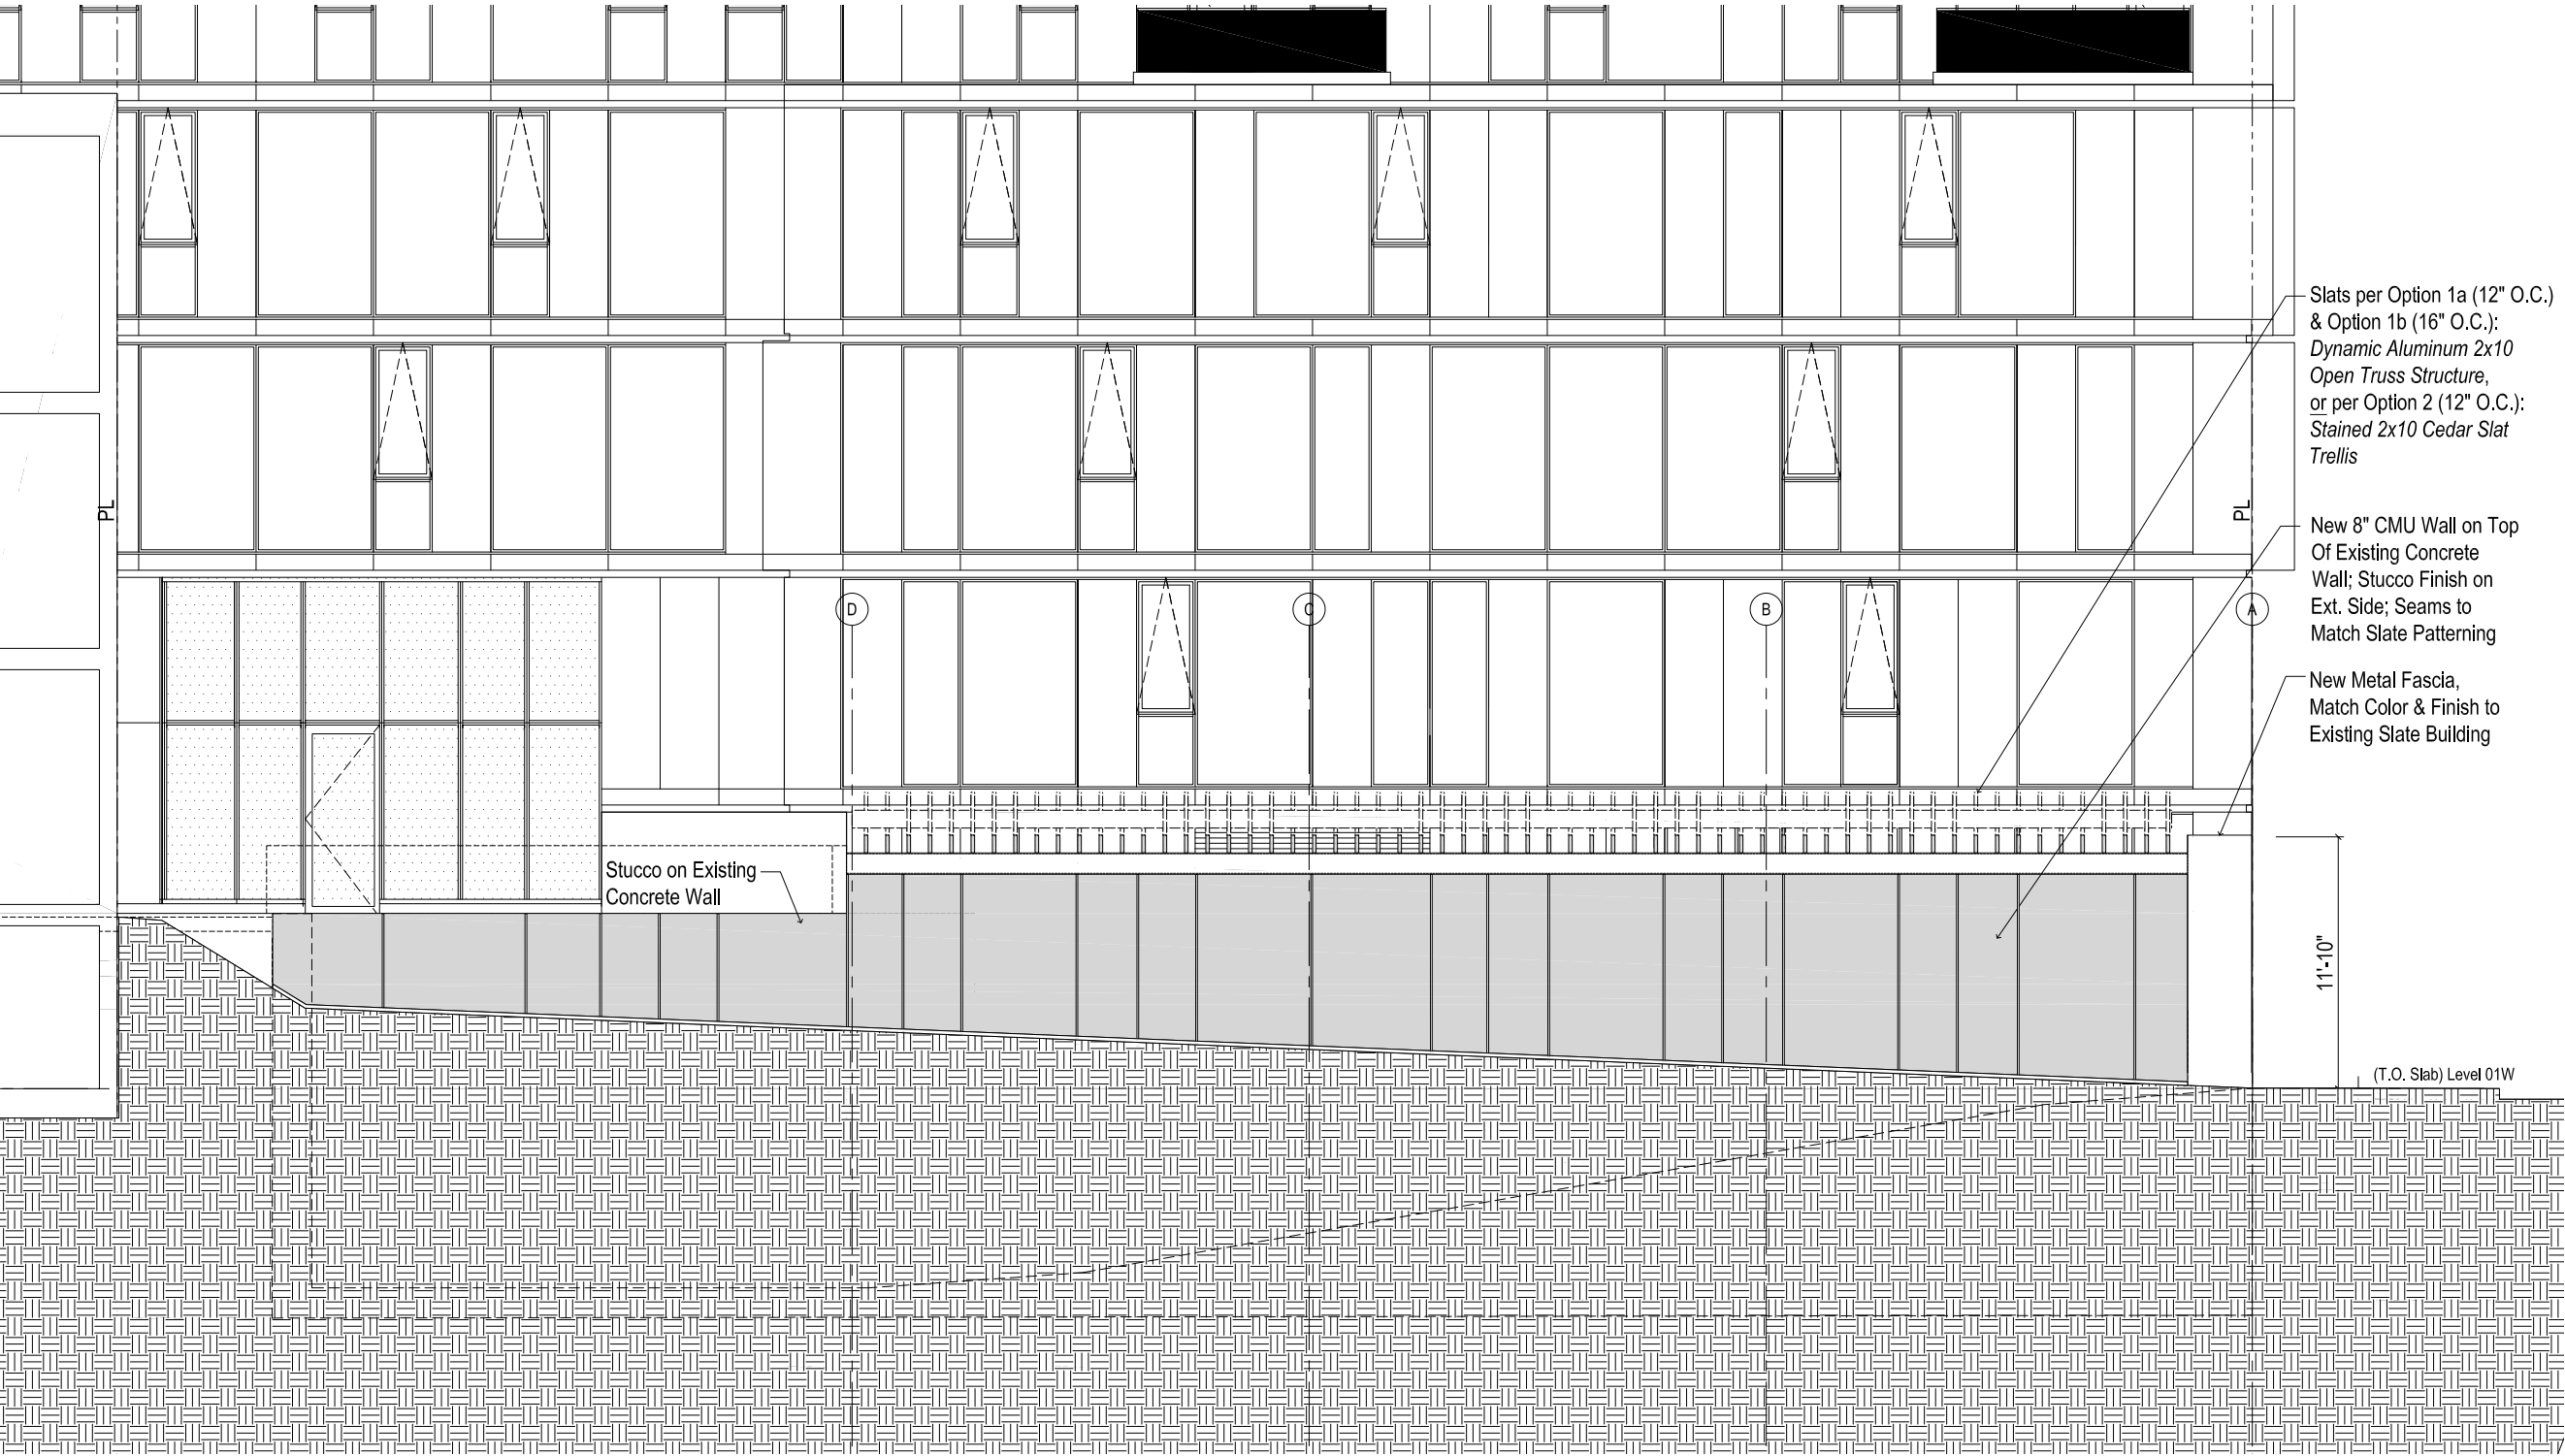 Slats per Option 1a (12" O.C.)
& Option 1b (16" O.C.):
Dynamic Aluminum 2x10
Open Truss Structure,
or per Option 2 (12" O.C.):
Stained 2x10 Cedar Slat
Trellis
PL
PL
New 8" CMU Wall on Top
Of Existing Concrete
Wall; Stucco Finish on
Ext. Side; Seams to
Match Slate Patterning
D
C
B
A
New Metal Fascia,
Match Color & Finish to
Existing Slate Building
Stucco on Existing
Concrete Wall
11'-10"
(T.O. Slab) Level 01W